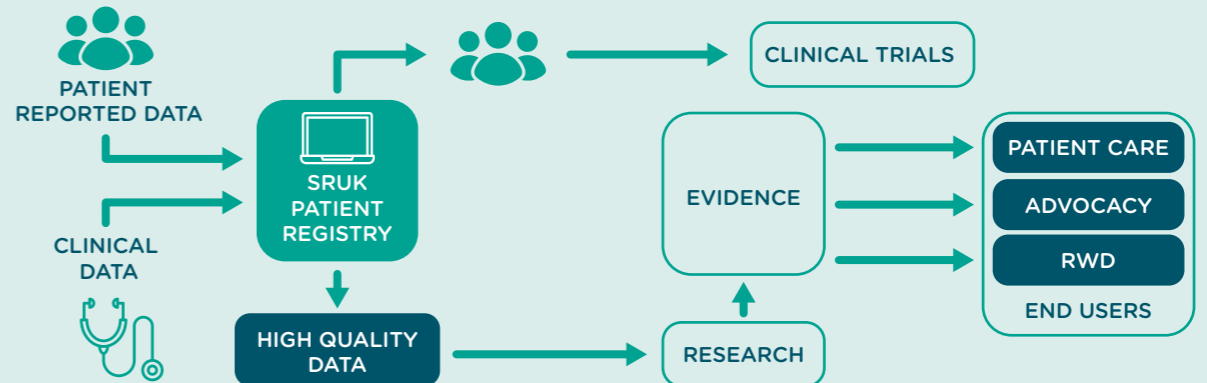 PATIENT
REPORTED DATA
CLINICAL
DATA
SRUK
PATIENT
REGISTRY
HIGH QUALITY
DATA
CLINICAL TRIALS
EVIDENCE
RESEARCH
PATIENT CARE
ADVOCACY
RWD
END USERS